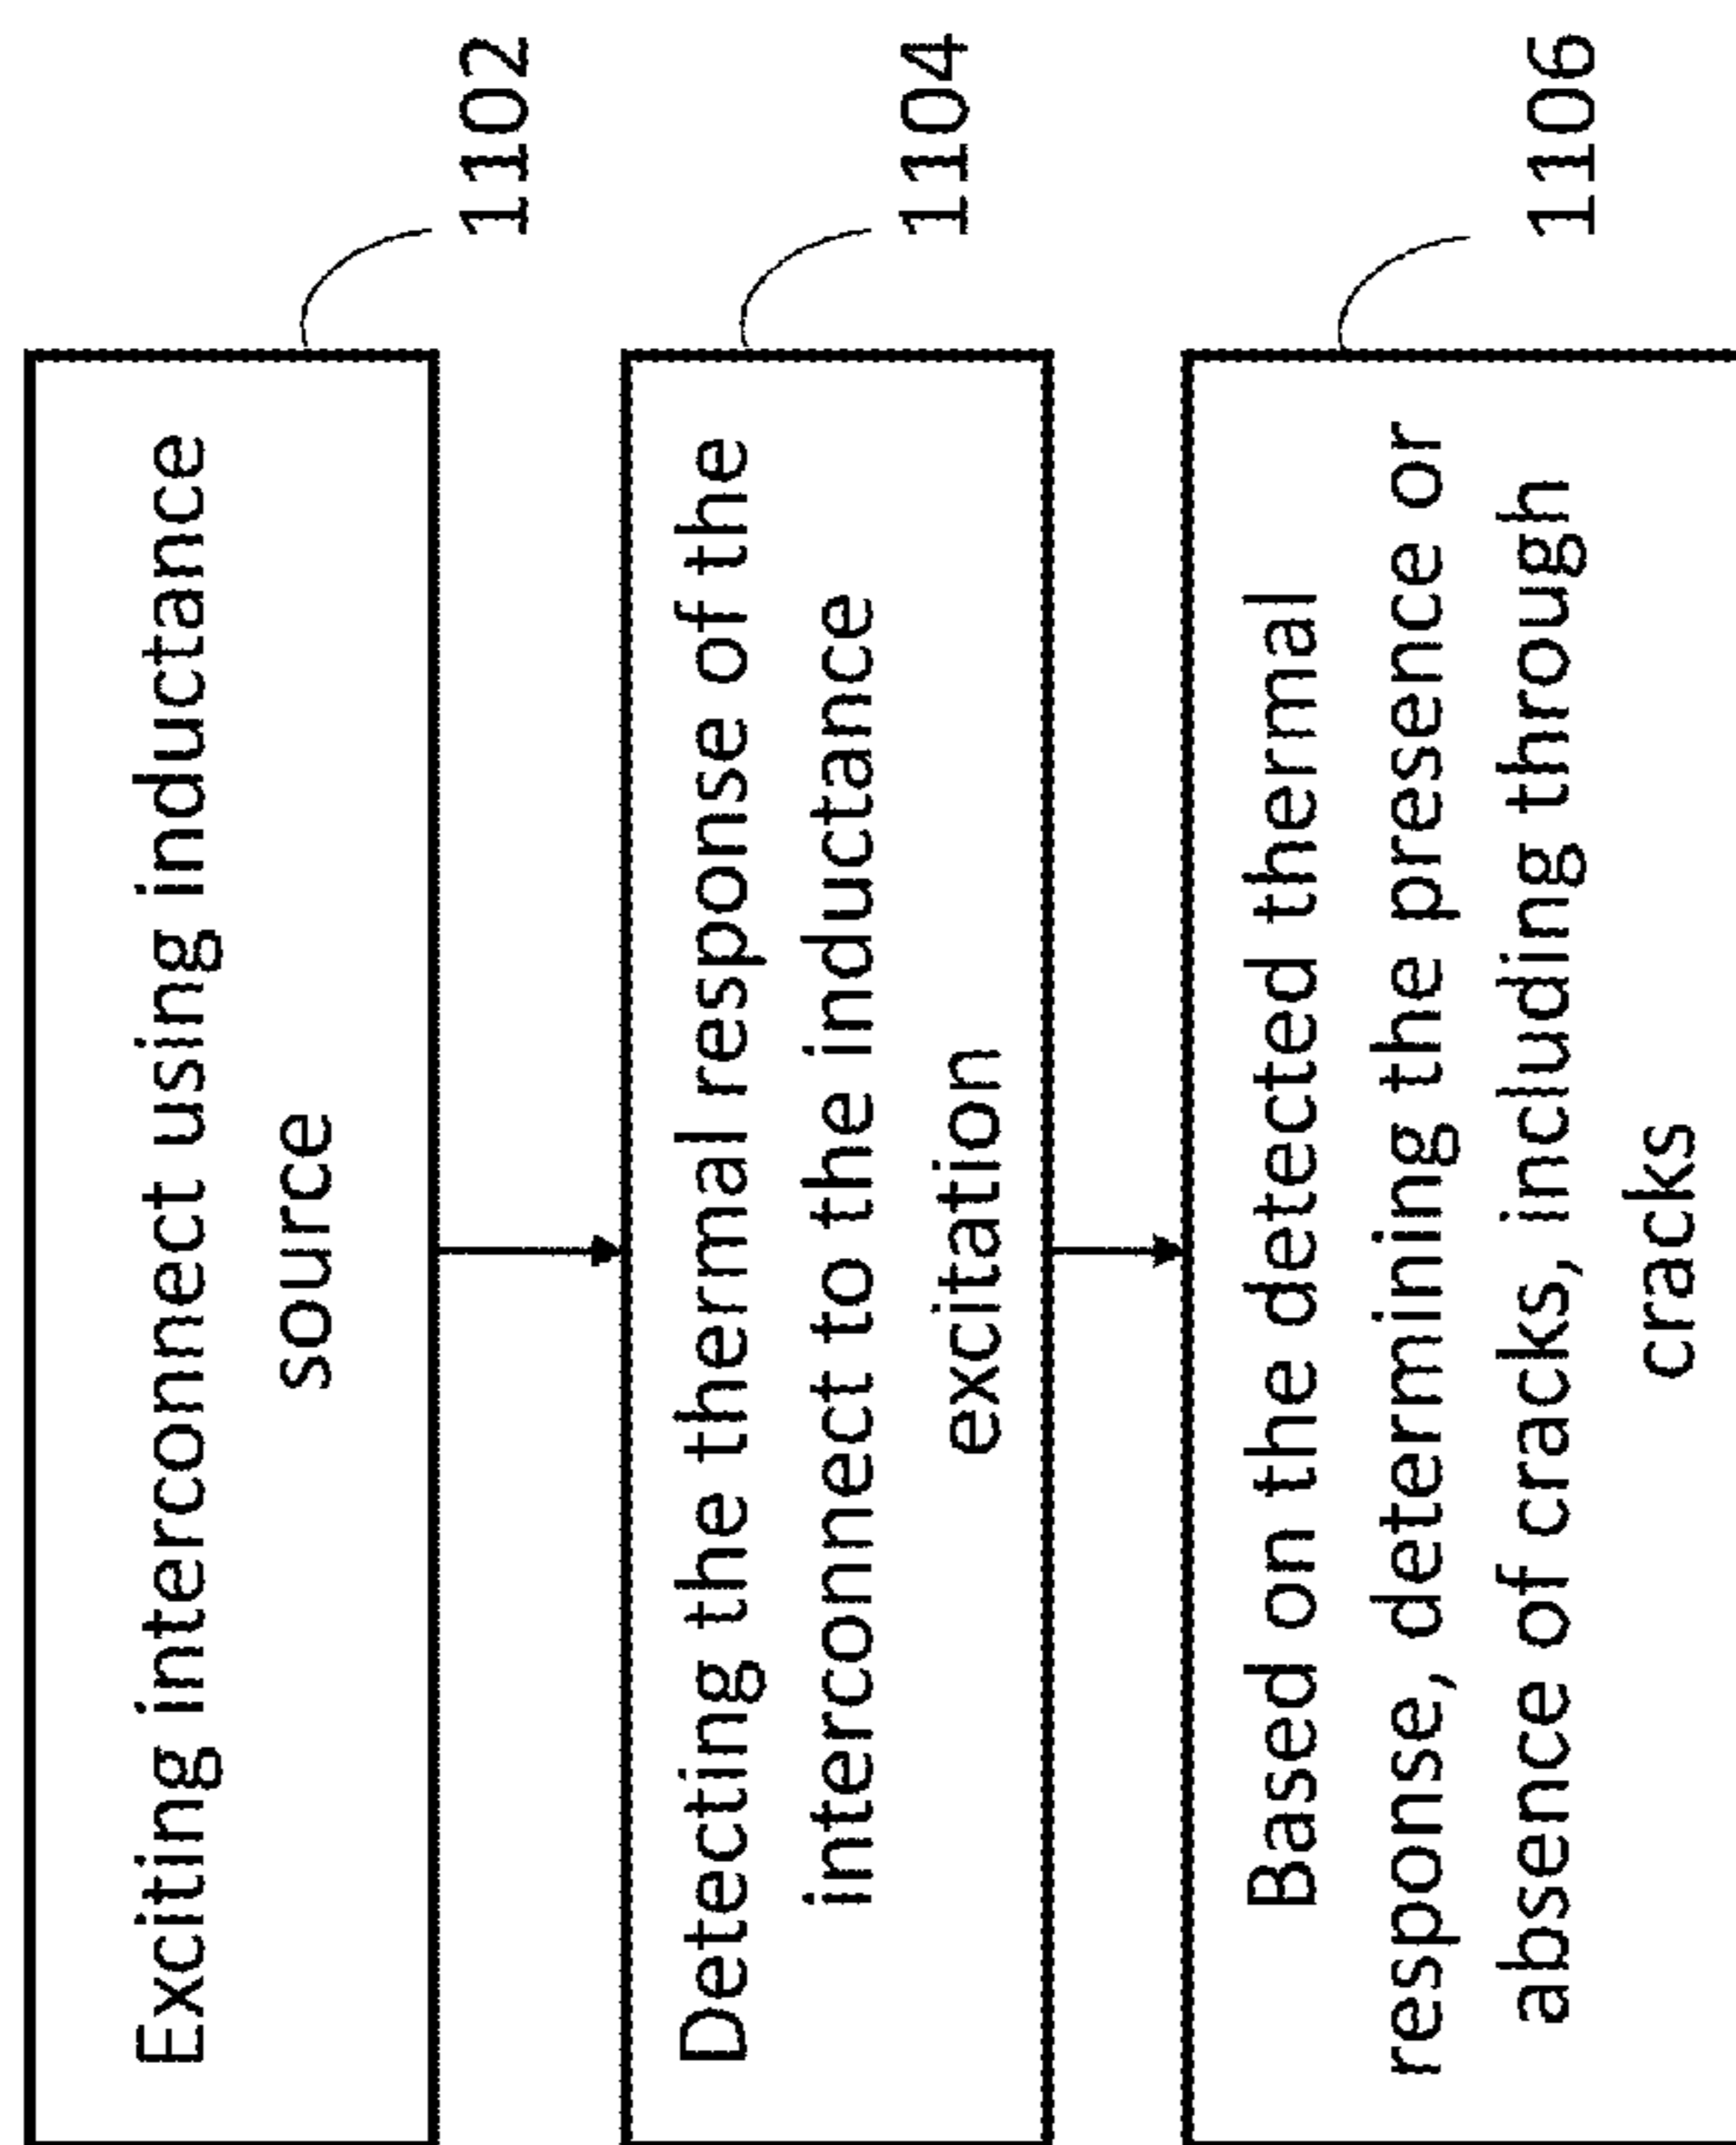 Exciting interconnect using inductance
source
1102
Detecting the thermal response of the
interconnect to the inductance
excitation
1104
Based on the detected thermal
response, determining the presence or
absence of cracks, including through
cracks
1106